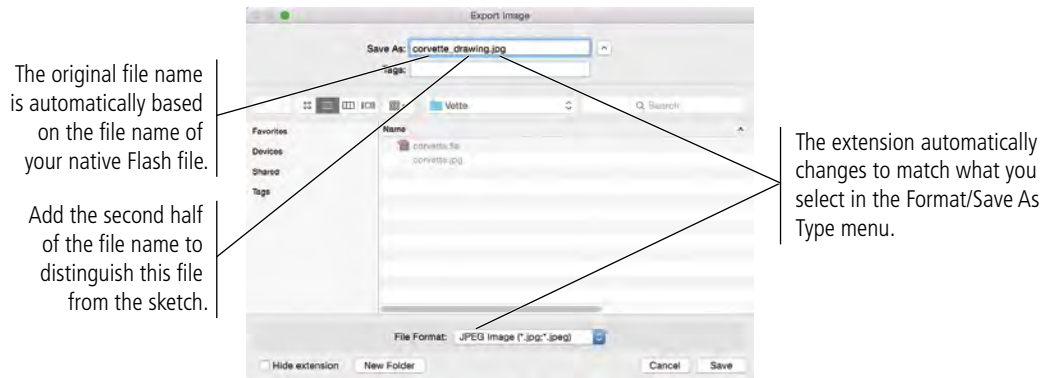 Export Image
Save As: corvette_drawing.jpg
Tags:
The original file name
is automatically based
on the file name of
your native Flash file.
Vette
Search
Favorites
Devices
Shared
Tags
Name
corvette.fla
corvette.jpg
The extension automatically
changes to match what you
select in the Format/Save As
Type menu.
Add the second half
of the file name to
distinguish this file
from the sketch.
File Format: JPEG Image (*.jpg;*.jpeg)
Hide extension New Folder Cancel Save